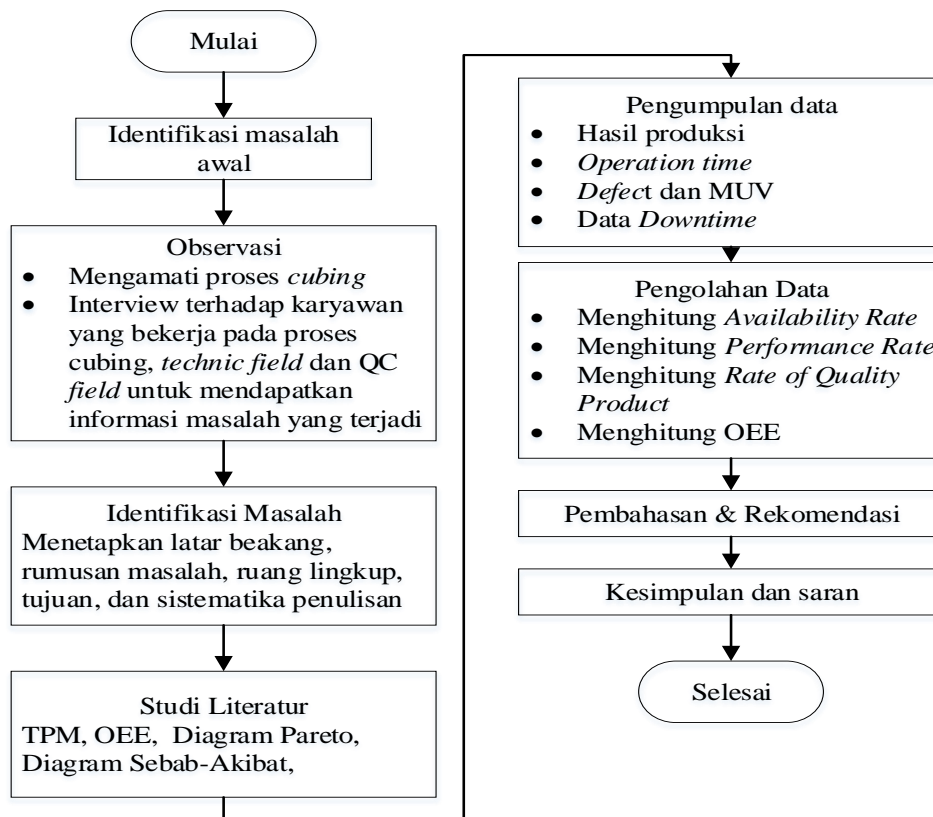 Mulai
Identifikasi masalah
awal
Observasi
• Mengamati proses cubing
• Interview terhadap karyawan
yang bekerja pada proses
cubing, technic field dan QC
field untuk mendapatkan
informasi masalah yang terjadi
Identifikasi Masalah
Menetapkan latar beakang,
rumusan masalah, ruang lingkup,
tujuan, dan sistematika penulisan
Studi Literatur
TPM, OEE, Diagram Pareto,
Diagram Sebab-Akibat,
Pengumpulan data
• Hasil produksi
• Operation time
• Defect dan MUV
• Data Downtime
Pengolahan Data
• Menghitung Availability Rate
• Menghitung Performance Rate
• Menghitung Rate of Quality
Product
• Menghitung OEE
Pembahasan & Rekomendasi
Kesimpulan dan saran
Selesai